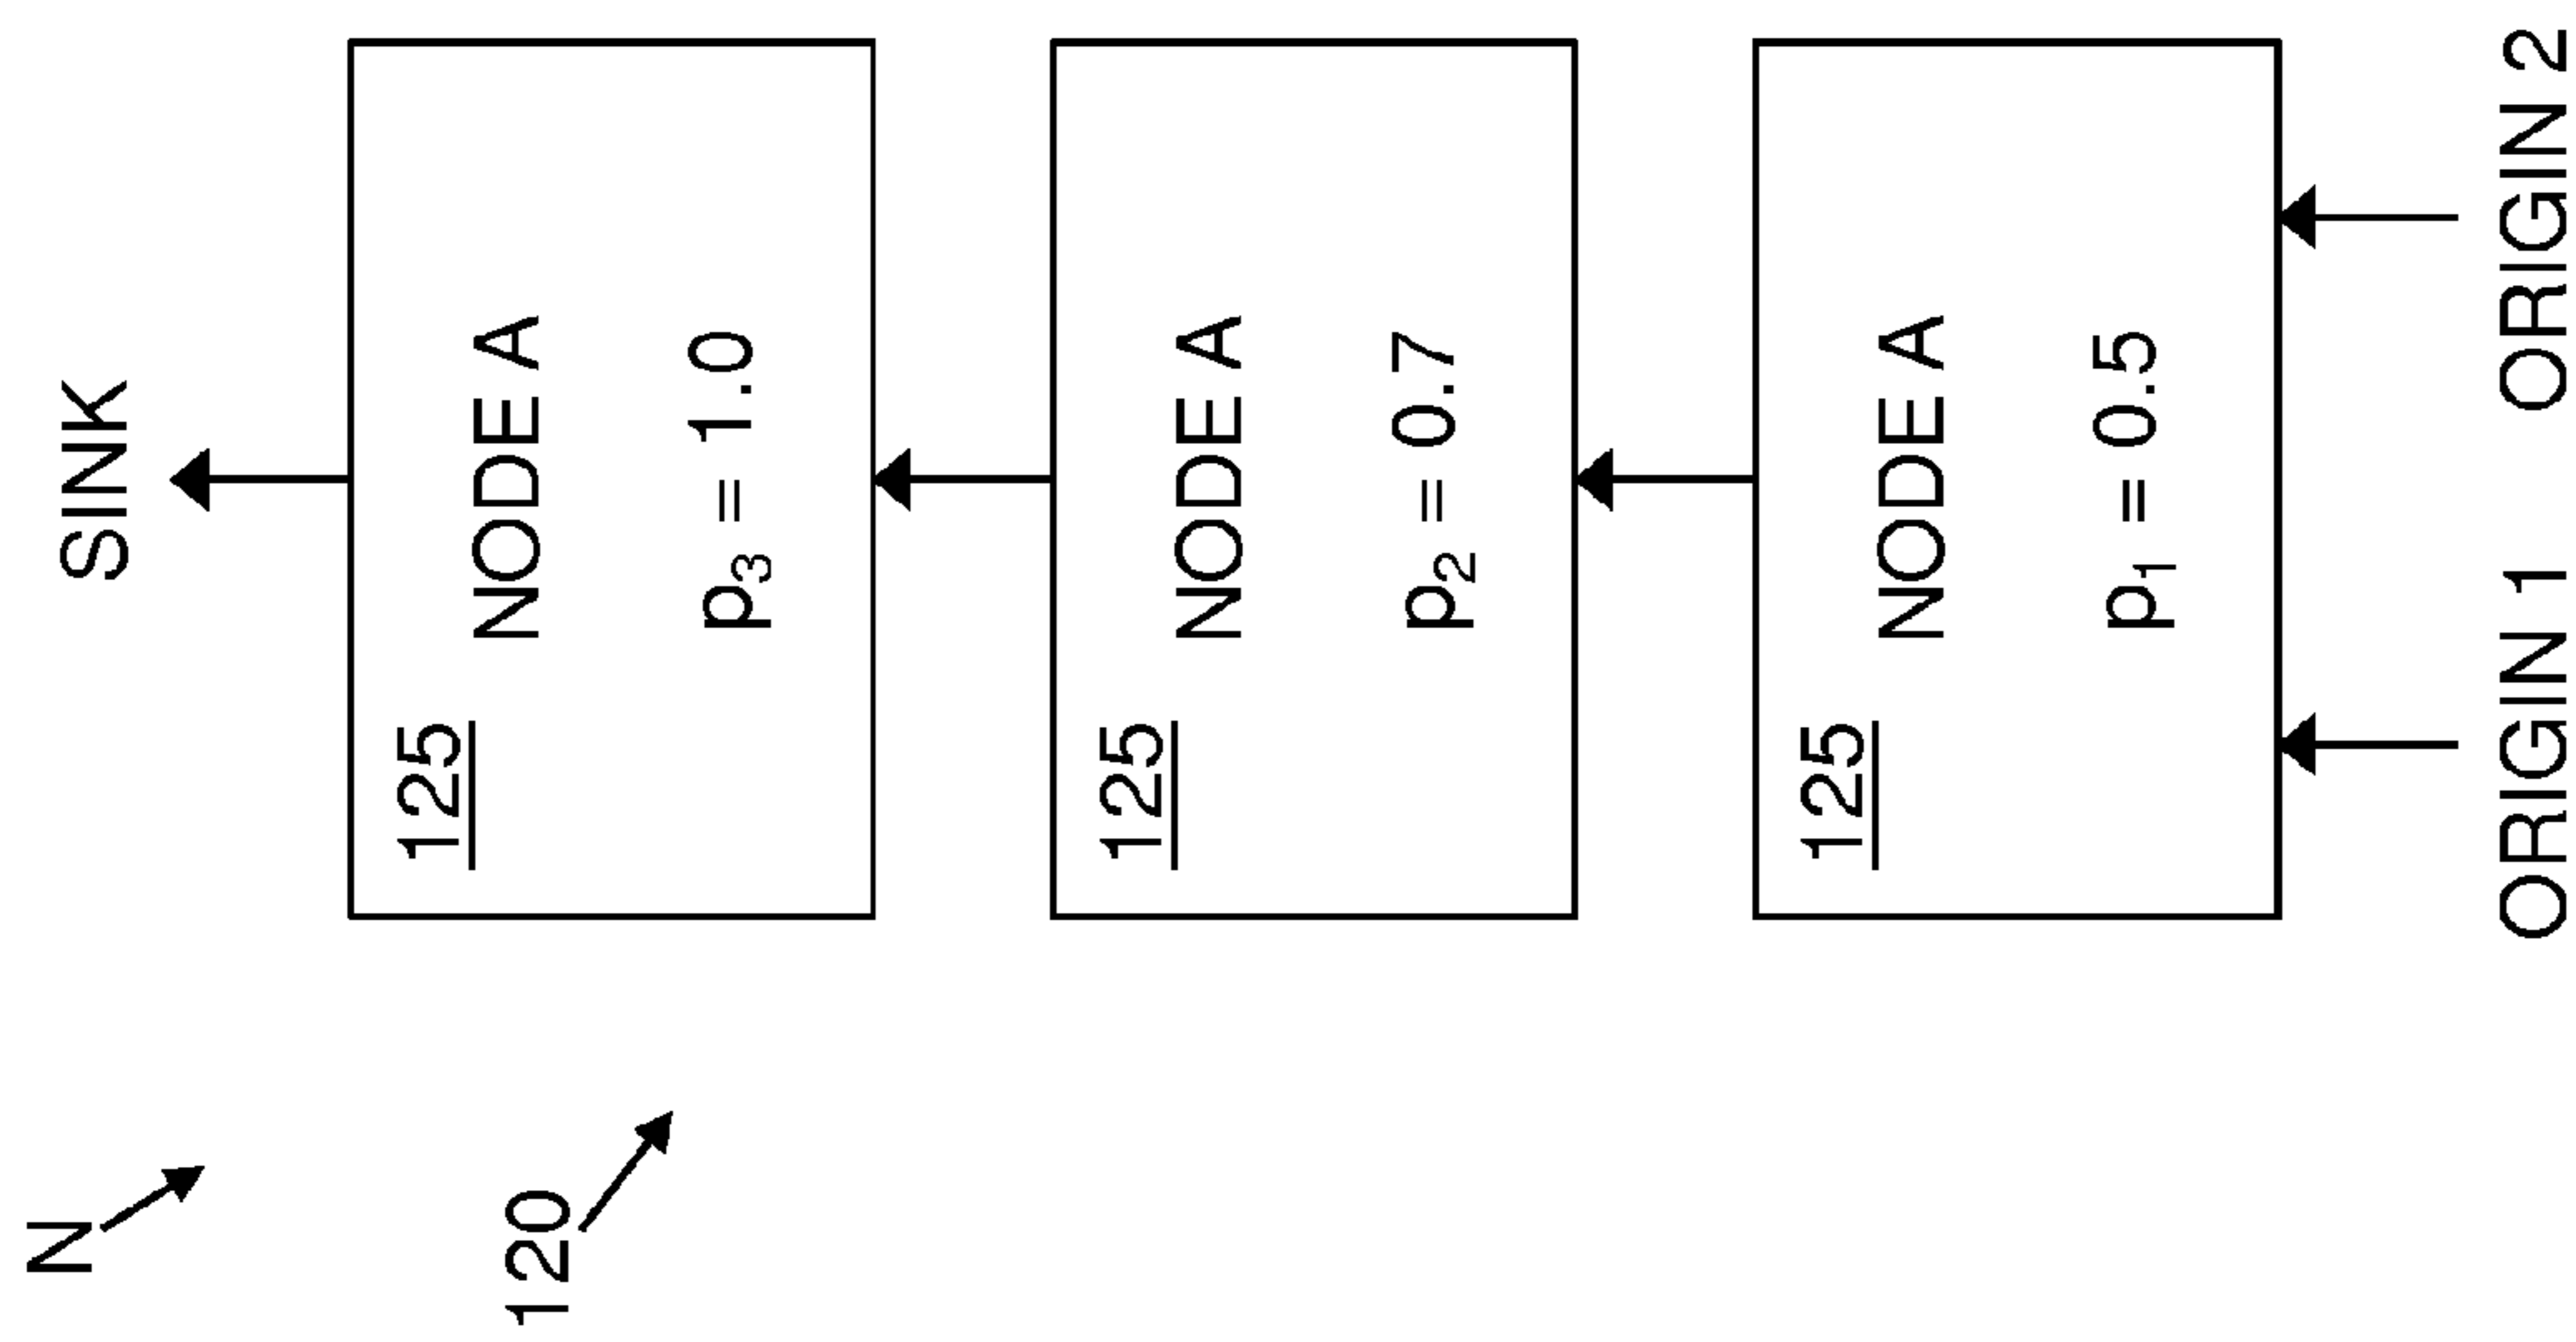 N
SINK
120
125
NODE A
p₃ = 1.0
125
NODE A
p₂ = 0.7
125
NODE A
p₁ = 0.5
ORIGIN 1
ORIGIN 2